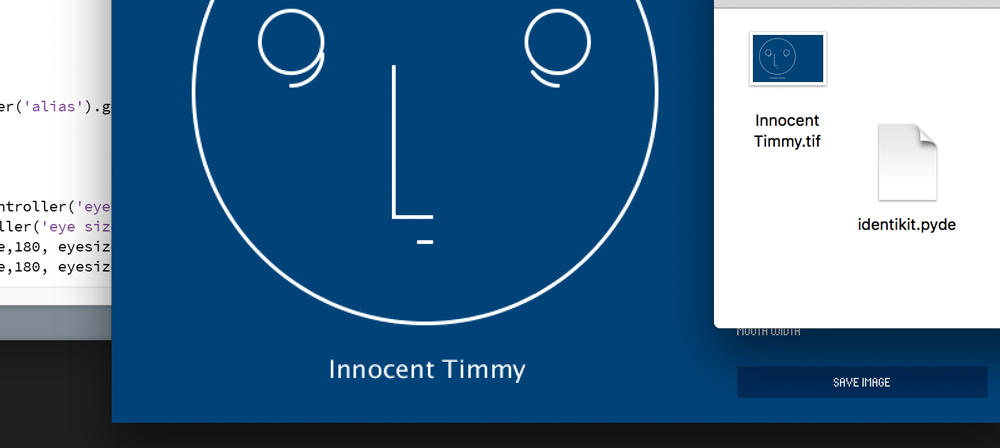 er('alias').g
ntroller('eye
ller('eye siz
e,180, eyesiz
e,180, eyesiz
Innocent Timmy
Innocent
Timmy.tif
identikit.pyde
MOUTH WIDTH
SAVE IMAGE